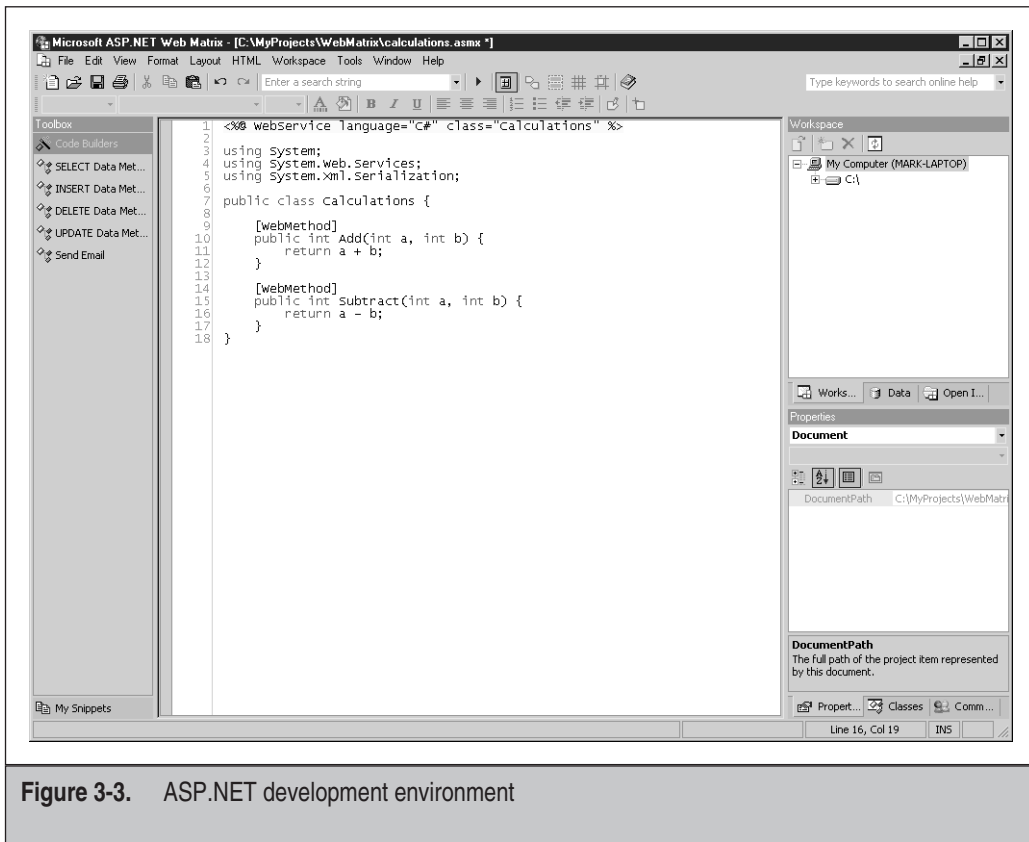 Microsoft ASP.NET Web Matrix - [C:\MyProjects\WebMatrix\calculations.asmx *]
File Edit View Format Layout HTML Workspace Tools Window Help
Enter a search string
Type keywords to search online help
B I U
Toolbox
Code Builders
SELECT Data Met...
INSERT Data Met...
DELETE Data Met...
UPDATE Data Met...
Send Email
My Snippets
1 <%@ WebService language="C#" class="Calculations" %>
2
3 using System;
4 using System.Web.Services;
5 using System.Xml.Serialization;
6
7 public class Calculations {
8
9 [WebMethod]
10 public int Add(int a, int b) {
11 return a + b;
12 }
13
14 [WebMethod]
15 public int Subtract(int a, int b) {
16 return a - b;
17 }
18 }
Workspace
My Computer (MARK-LAPTOP)
C:\
Works... Data Open I...
Properties
Document
DocumentPath C:\MyProjects\WebMatri
DocumentPath
The full path of the project item represented
by this document.
Propert... Classes Comm...
Line 16, Col 19 INS
Figure 3-3. ASP.NET development environment